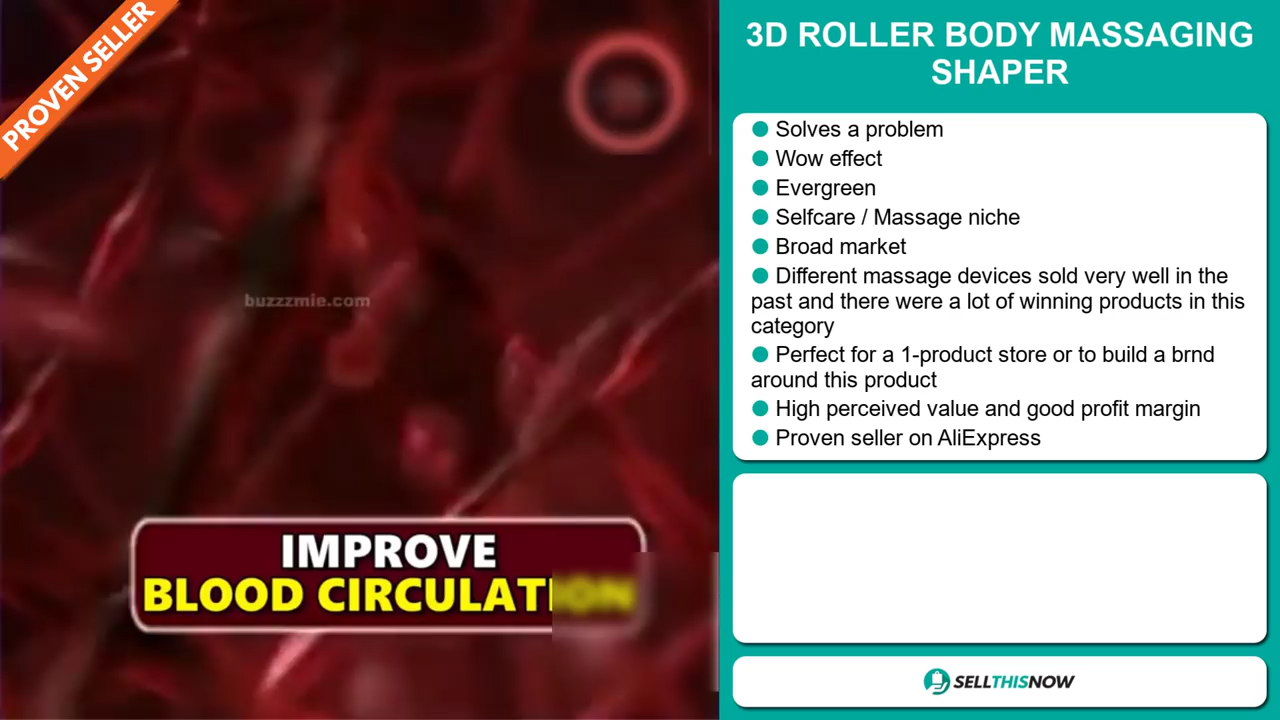 PROVEN SELLER
buzzzmie.com
IMPROVE
BLOOD CIRCULATION
3D ROLLER BODY MASSAGING
SHAPER
Solves a problem
Wow effect
Evergreen
Selfcare / Massage niche
Broad market
Different massage devices sold very well in the
past and there were a lot of winning products in this
category
Perfect for a 1-product store or to build a brnd
around this product
High perceived value and good profit margin
Proven seller on AliExpress
SELLTHISNOW